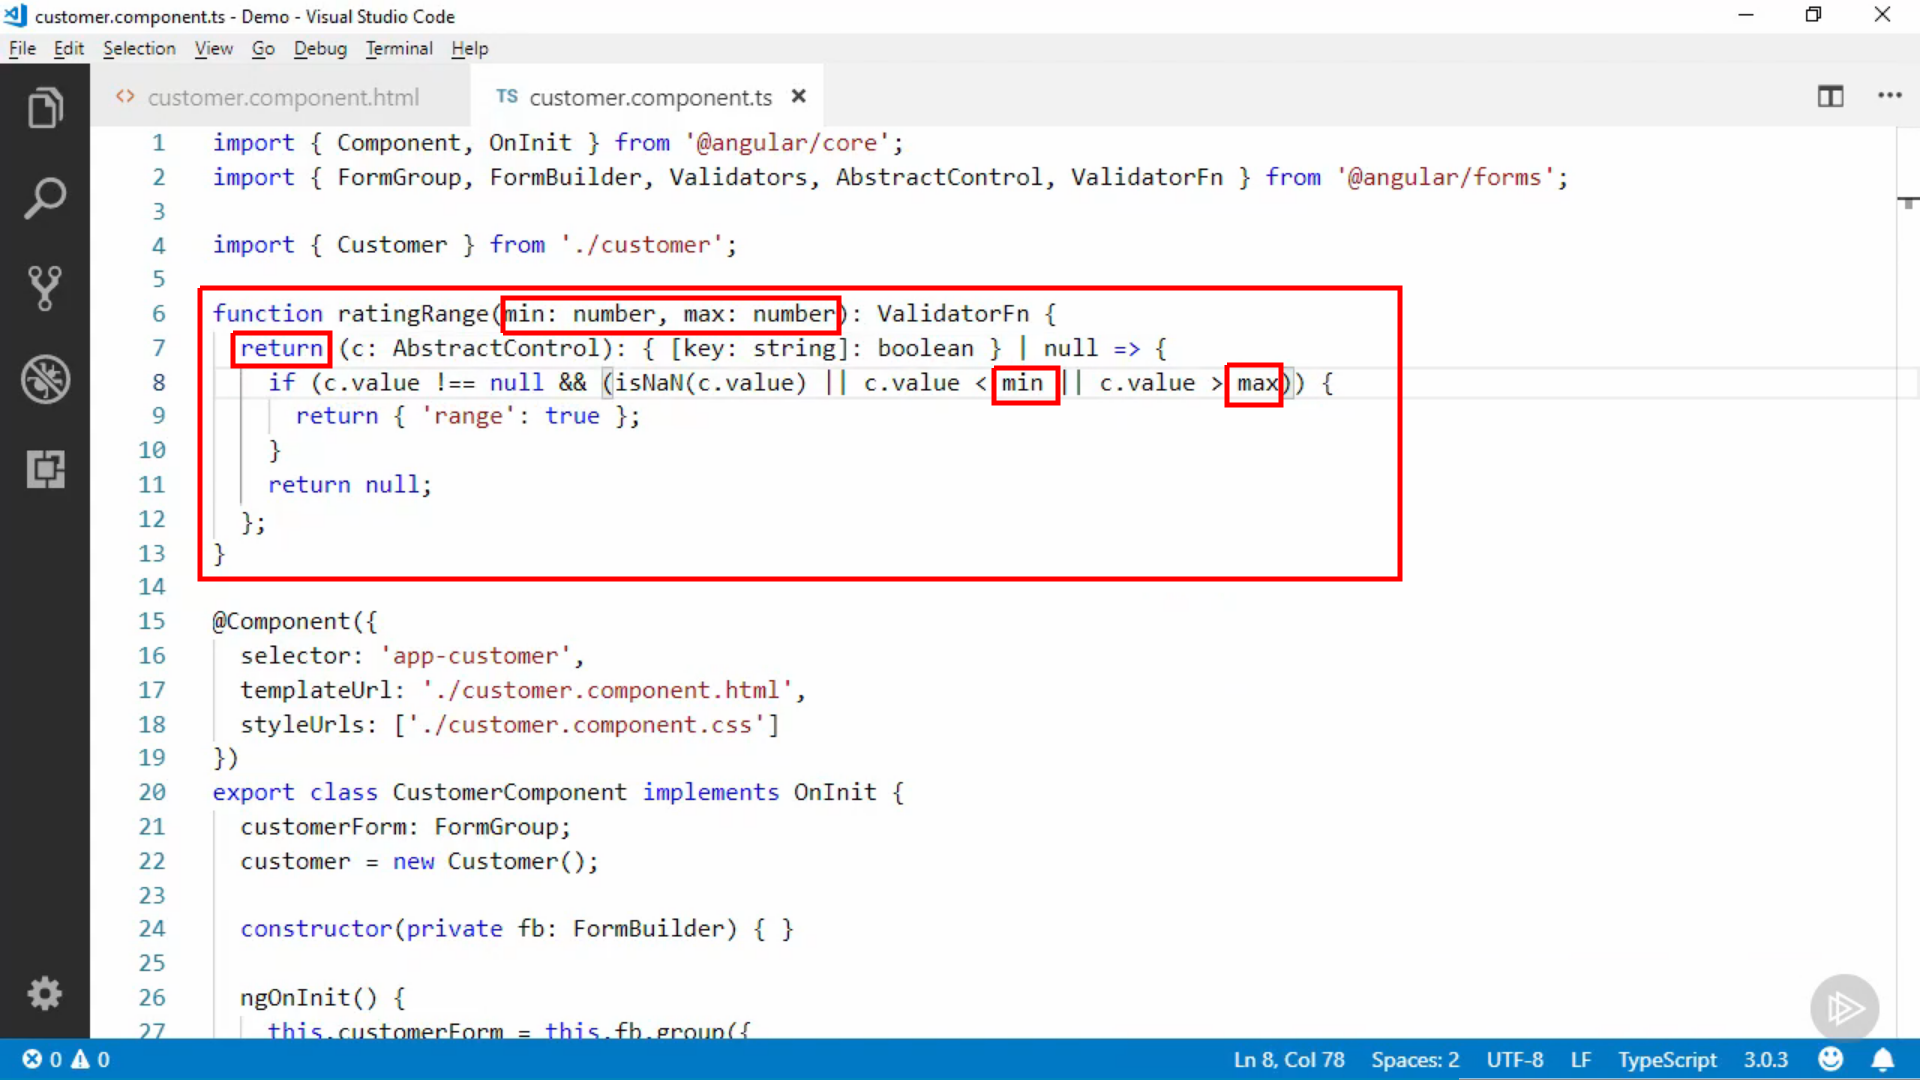 customer.component.ts - Demo - Visual Studio Code
File Edit Selection View Go Debug Terminal Help
<> customer.component.html TS customer.component.ts ×
1 import { Component, OnInit } from '@angular/core';
2 import { FormGroup, FormBuilder, Validators, AbstractControl, ValidatorFn } from '@angular/forms';
3
4 import { Customer } from './customer';
5
6 function ratingRange(min: number, max: number): ValidatorFn {
7 return (c: AbstractControl): { [key: string]: boolean } | null => {
8 if (c.value !== null && (isNaN(c.value) || c.value < min || c.value > max)) {
9 return { 'range': true };
10 }
11 return null;
12 };
13 }
14
15 @Component({
16 selector: 'app-customer',
17 templateUrl: './customer.component.html',
18 styleUrls: ['./customer.component.css']
19 })
20 export class CustomerComponent implements OnInit {
21 customerForm: FormGroup;
22 customer = new Customer();
23
24 constructor(private fb: FormBuilder) { }
25
26 ngOnInit() {
27 this.customerForm = this.fb.group({
0 0 Ln 8, Col 78 Spaces: 2 UTF-8 LF TypeScript 3.0.3